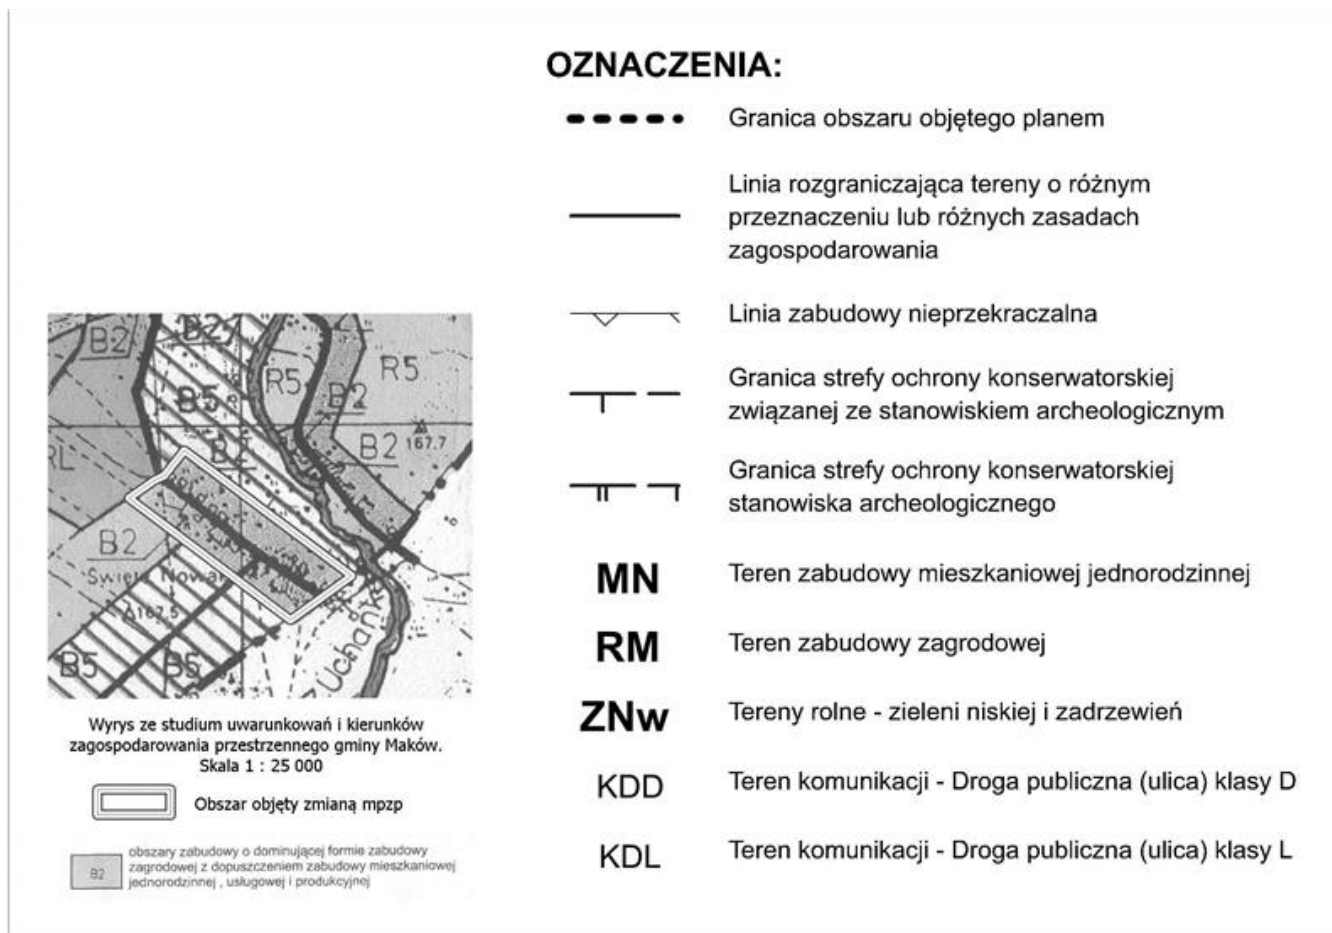 OZNACZENIA:
Granica obszaru objętego planem
Linia rozgraniczająca tereny o różnym
przeznaczeniu lub różnych zasadach
zagospodarowania
Linia zabudowy nieprzekraczalna
Granica strefy ochrony konserwatorskiej
związanej ze stanowiskiem archeologicznym
Granica strefy ochrony konserwatorskiej
stanowiska archeologicznego
MN Teren zabudowy mieszkaniowej jednorodzinnej
RM Teren zabudowy zagrodowej
ZNw Tereny rolne - zieleni niskiej i zadrzewień
KDD Teren komunikacji - Droga publiczna (ulica) klasy D
KDL Teren komunikacji - Droga publiczna (ulica) klasy L
B2 B2
R5 R5
B5 B2
B2 B2 167.7
RL
B2
167.5
B5 B5
Uchanka
Wyrys ze studium uwarunkowań i kierunków
zagospodarowania przestrzennego gminy Maków.
Skala 1 : 25 000
Obszar objęty zmianą mpzp
B2
obszary zabudowy o dominującej formie zabudowy
zagrodowej z dopuszczeniem zabudowy mieszkaniowej
jednorodzinnej , usługowej i produkcyjnej